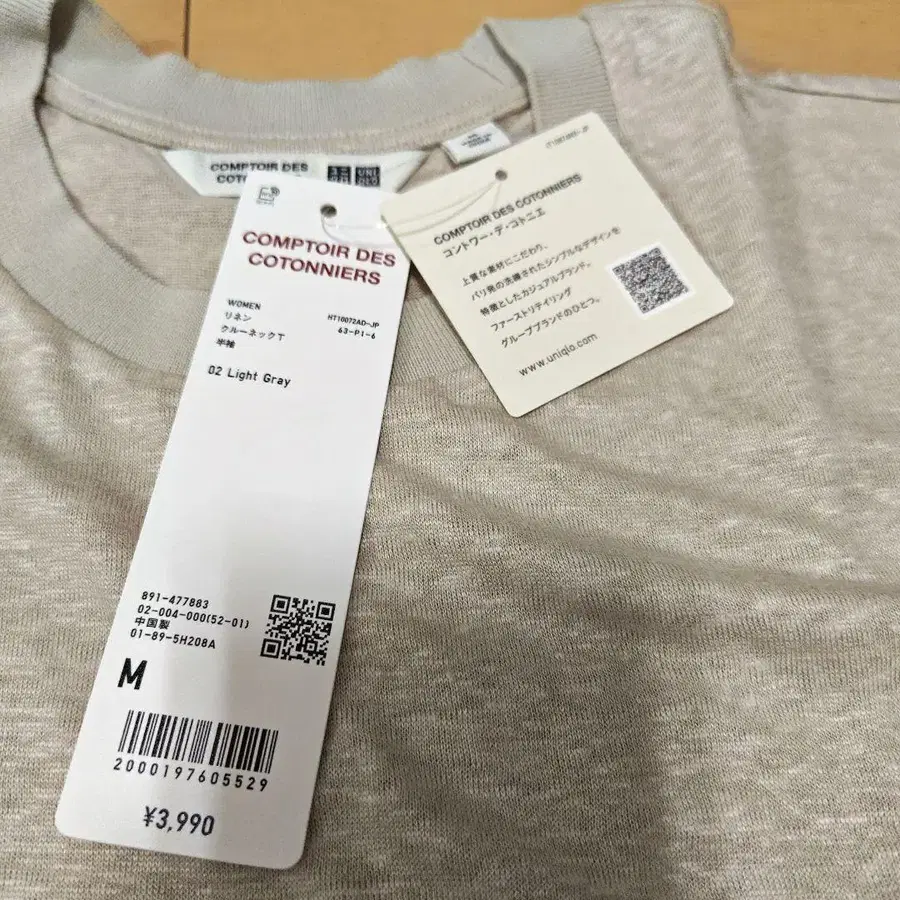 COMPTOIR DES
COTONNIERS
WOMEN
リネン
クルーネックT
半袖
HT10072AD-JP
63-P1-6
02 Light Gray
891-477883
02-004-000(52-01)
中国製
01-89-5H208A
M
2000197605529
¥3,990
COMPTOIR DES COTONNIERS
コントワー・デ・コトニエ
上質な素材にこだわり、
パリ発の洗練されたシンプルなデザインを
特徴としたカジュアルブランド。
ファーストリテイリング
グループブランドのひとつ。
www.uniqlo.com
COMPTOIR DES
UNI
QLO